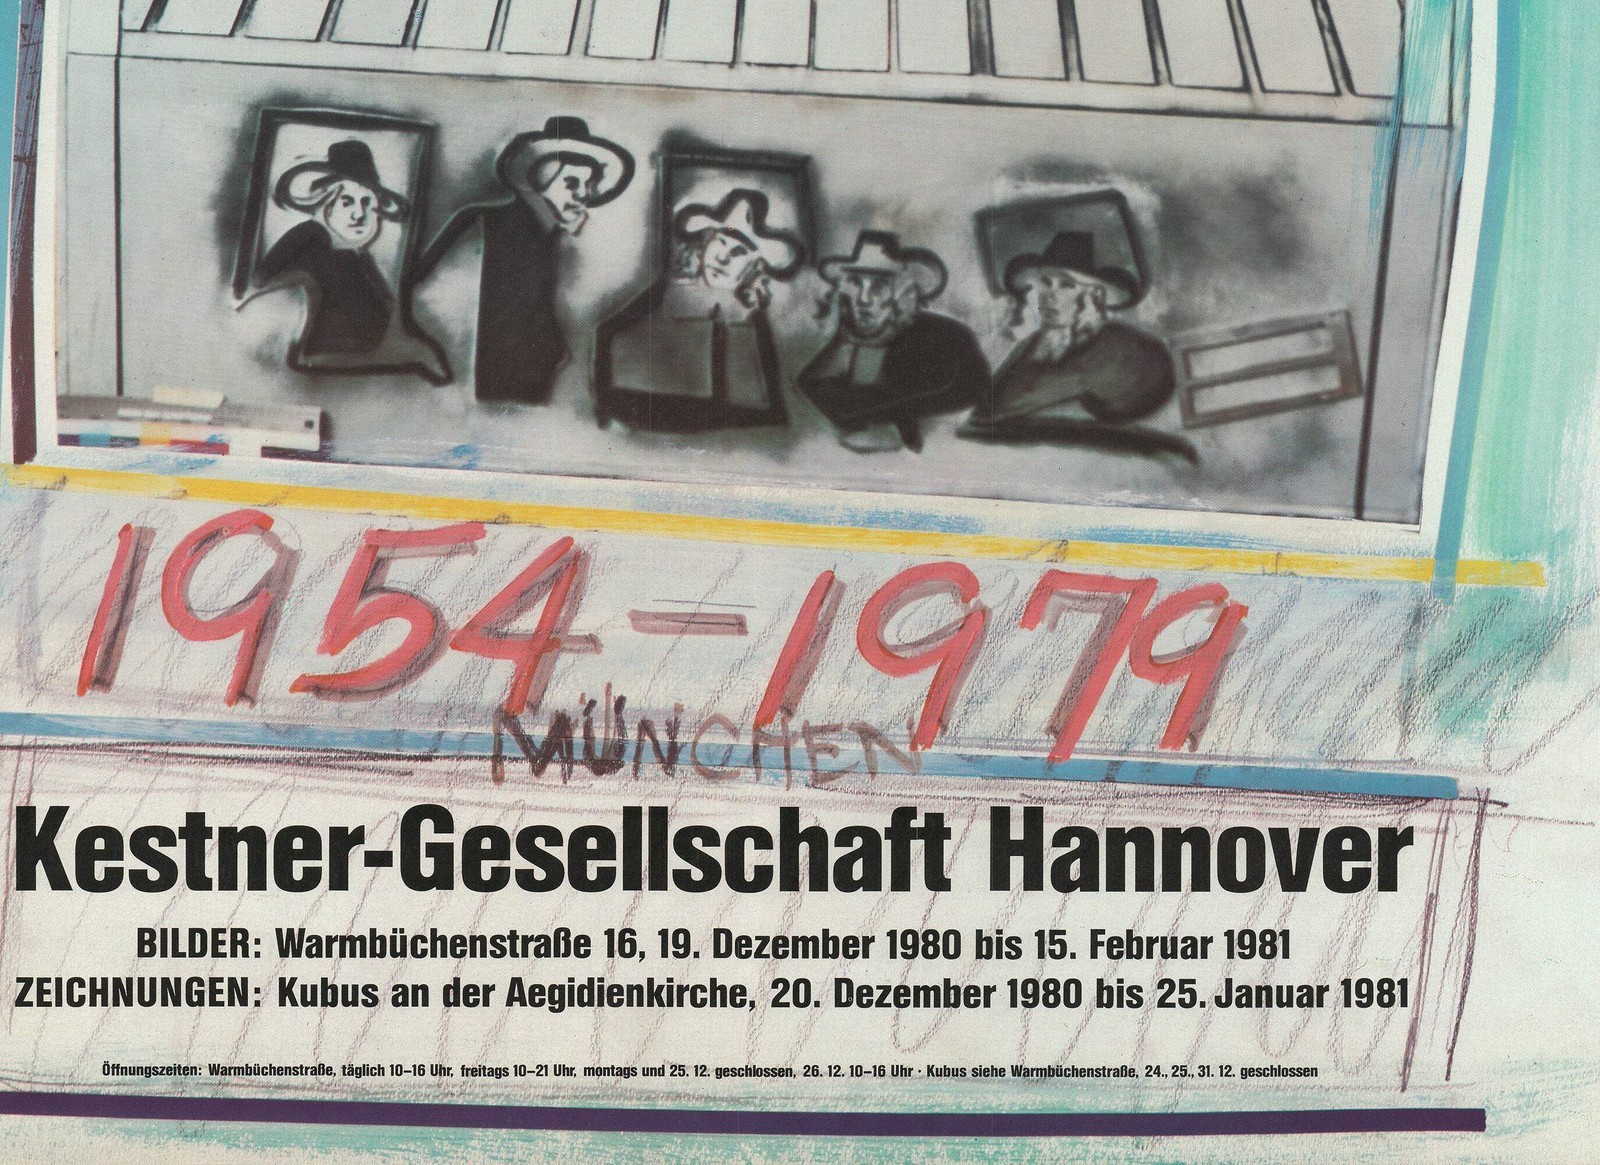 1954-1979
MÜNCHEN
Kestner-Gesellschaft Hannover
BILDER: Warmbüchenstraße 16, 19. Dezember 1980 bis 15. Februar 1981
ZEICHNUNGEN: Kubus an der Aegidienkirche, 20. Dezember 1980 bis 25. Januar 1981
Öffnungszeiten: Warmbüchenstraße, täglich 10–16 Uhr, freitags 10–21 Uhr, montags und 25. 12. geschlossen, 26. 12. 10–16 Uhr · Kubus siehe Warmbüchenstraße, 24., 25., 31. 12. geschlossen